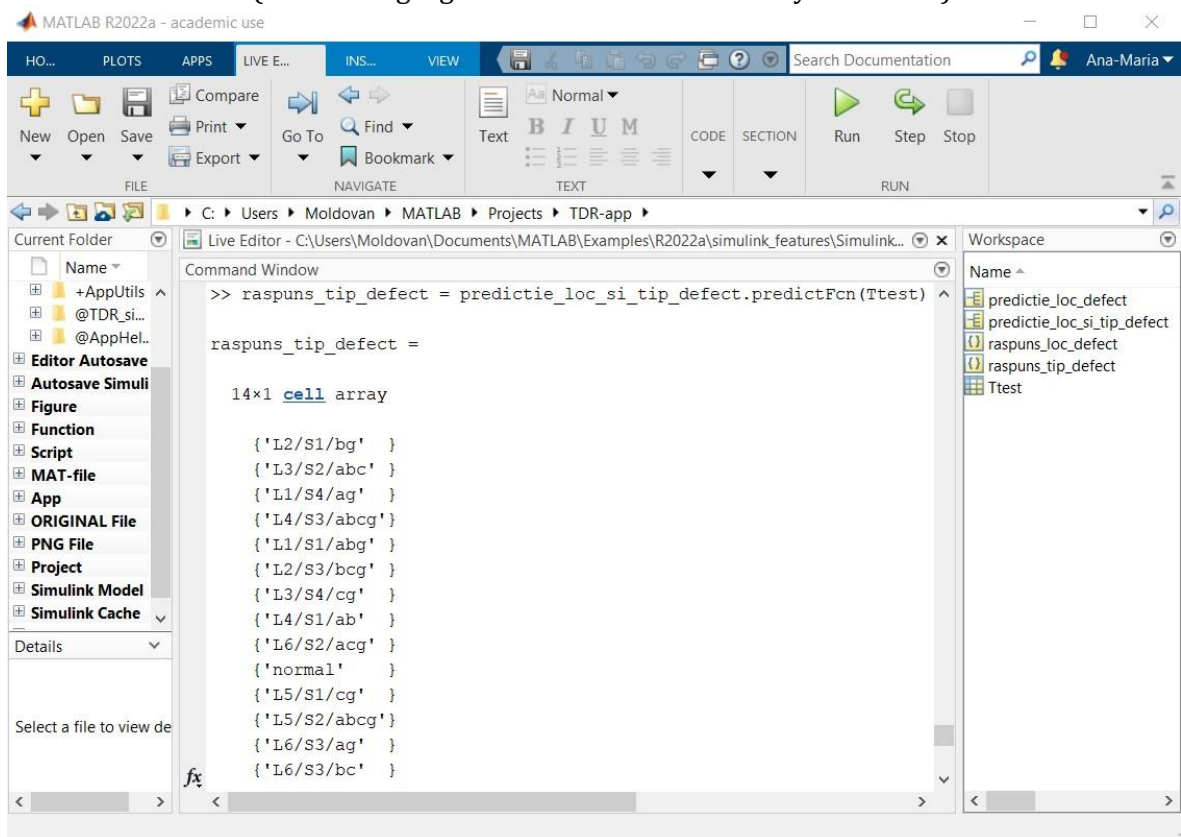 MATLAB R2022a - academic use
HO... PLOTS APPS LIVE E... INS... VIEW Search Documentation Ana-Maria
New Open Save
Compare
Print
Export
FILE
Go To
Find
Bookmark
NAVIGATE
Text
Aa Normal
B I U M
TEXT
CODE SECTION
Run Step Stop
RUN
C: Users Moldovan MATLAB Projects TDR-app
Current Folder
Name
+AppUtils
@TDR_si...
@AppHel..
Editor Autosave
Autosave Simuli
Figure
Function
Script
MAT-file
App
ORIGINAL File
PNG File
Project
Simulink Model
Simulink Cache
Details
Select a file to view de
Live Editor - C:\Users\Moldovan\Documents\MATLAB\Examples\R2022a\simulink_features\Simulink...
Command Window
>> raspuns_tip_defect = predictie_loc_si_tip_defect.predictFcn(Ttest)
raspuns_tip_defect =
14×1 cell array
{'L2/S1/bg' }
{'L3/S2/abc' }
{'L1/S4/ag' }
{'L4/S3/abcg'}
{'L1/S1/abg' }
{'L2/S3/bcg' }
{'L3/S4/cg' }
{'L4/S1/ab' }
{'L6/S2/acg' }
{'normal' }
{'L5/S1/cg' }
{'L5/S2/abcg'}
{'L6/S3/ag' }
{'L6/S3/bc' }
fx
Workspace
Name
predictie_loc_defect
predictie_loc_si_tip_defect
raspuns_loc_defect
raspuns_tip_defect
Ttest